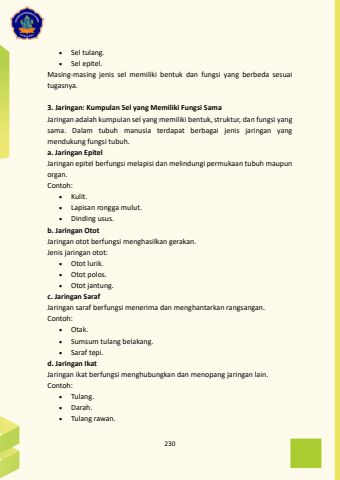 • Sel tulang.
• Sel epitel.
Masing-masing jenis sel memiliki bentuk dan fungsi yang berbeda sesuai
tugasnya.
3. Jaringan: Kumpulan Sel yang Memiliki Fungsi Sama
Jaringan adalah kumpulan sel yang memiliki bentuk, struktur, dan fungsi yang
sama. Dalam tubuh manusia terdapat berbagai jenis jaringan yang
mendukung fungsi tubuh.
a. Jaringan Epitel
Jaringan epitel berfungsi melapisi dan melindungi permukaan tubuh maupun
organ.
Contoh:
• Kulit.
• Lapisan rongga mulut.
• Dinding usus.
b. Jaringan Otot
Jaringan otot berfungsi menghasilkan gerakan.
Jenis jaringan otot:
• Otot lurik.
• Otot polos.
• Otot jantung.
c. Jaringan Saraf
Jaringan saraf berfungsi menerima dan menghantarkan rangsangan.
Contoh:
• Otak.
• Sumsum tulang belakang.
• Saraf tepi.
d. Jaringan Ikat
Jaringan ikat berfungsi menghubungkan dan menopang jaringan lain.
Contoh:
• Tulang.
• Darah.
• Tulang rawan.
230